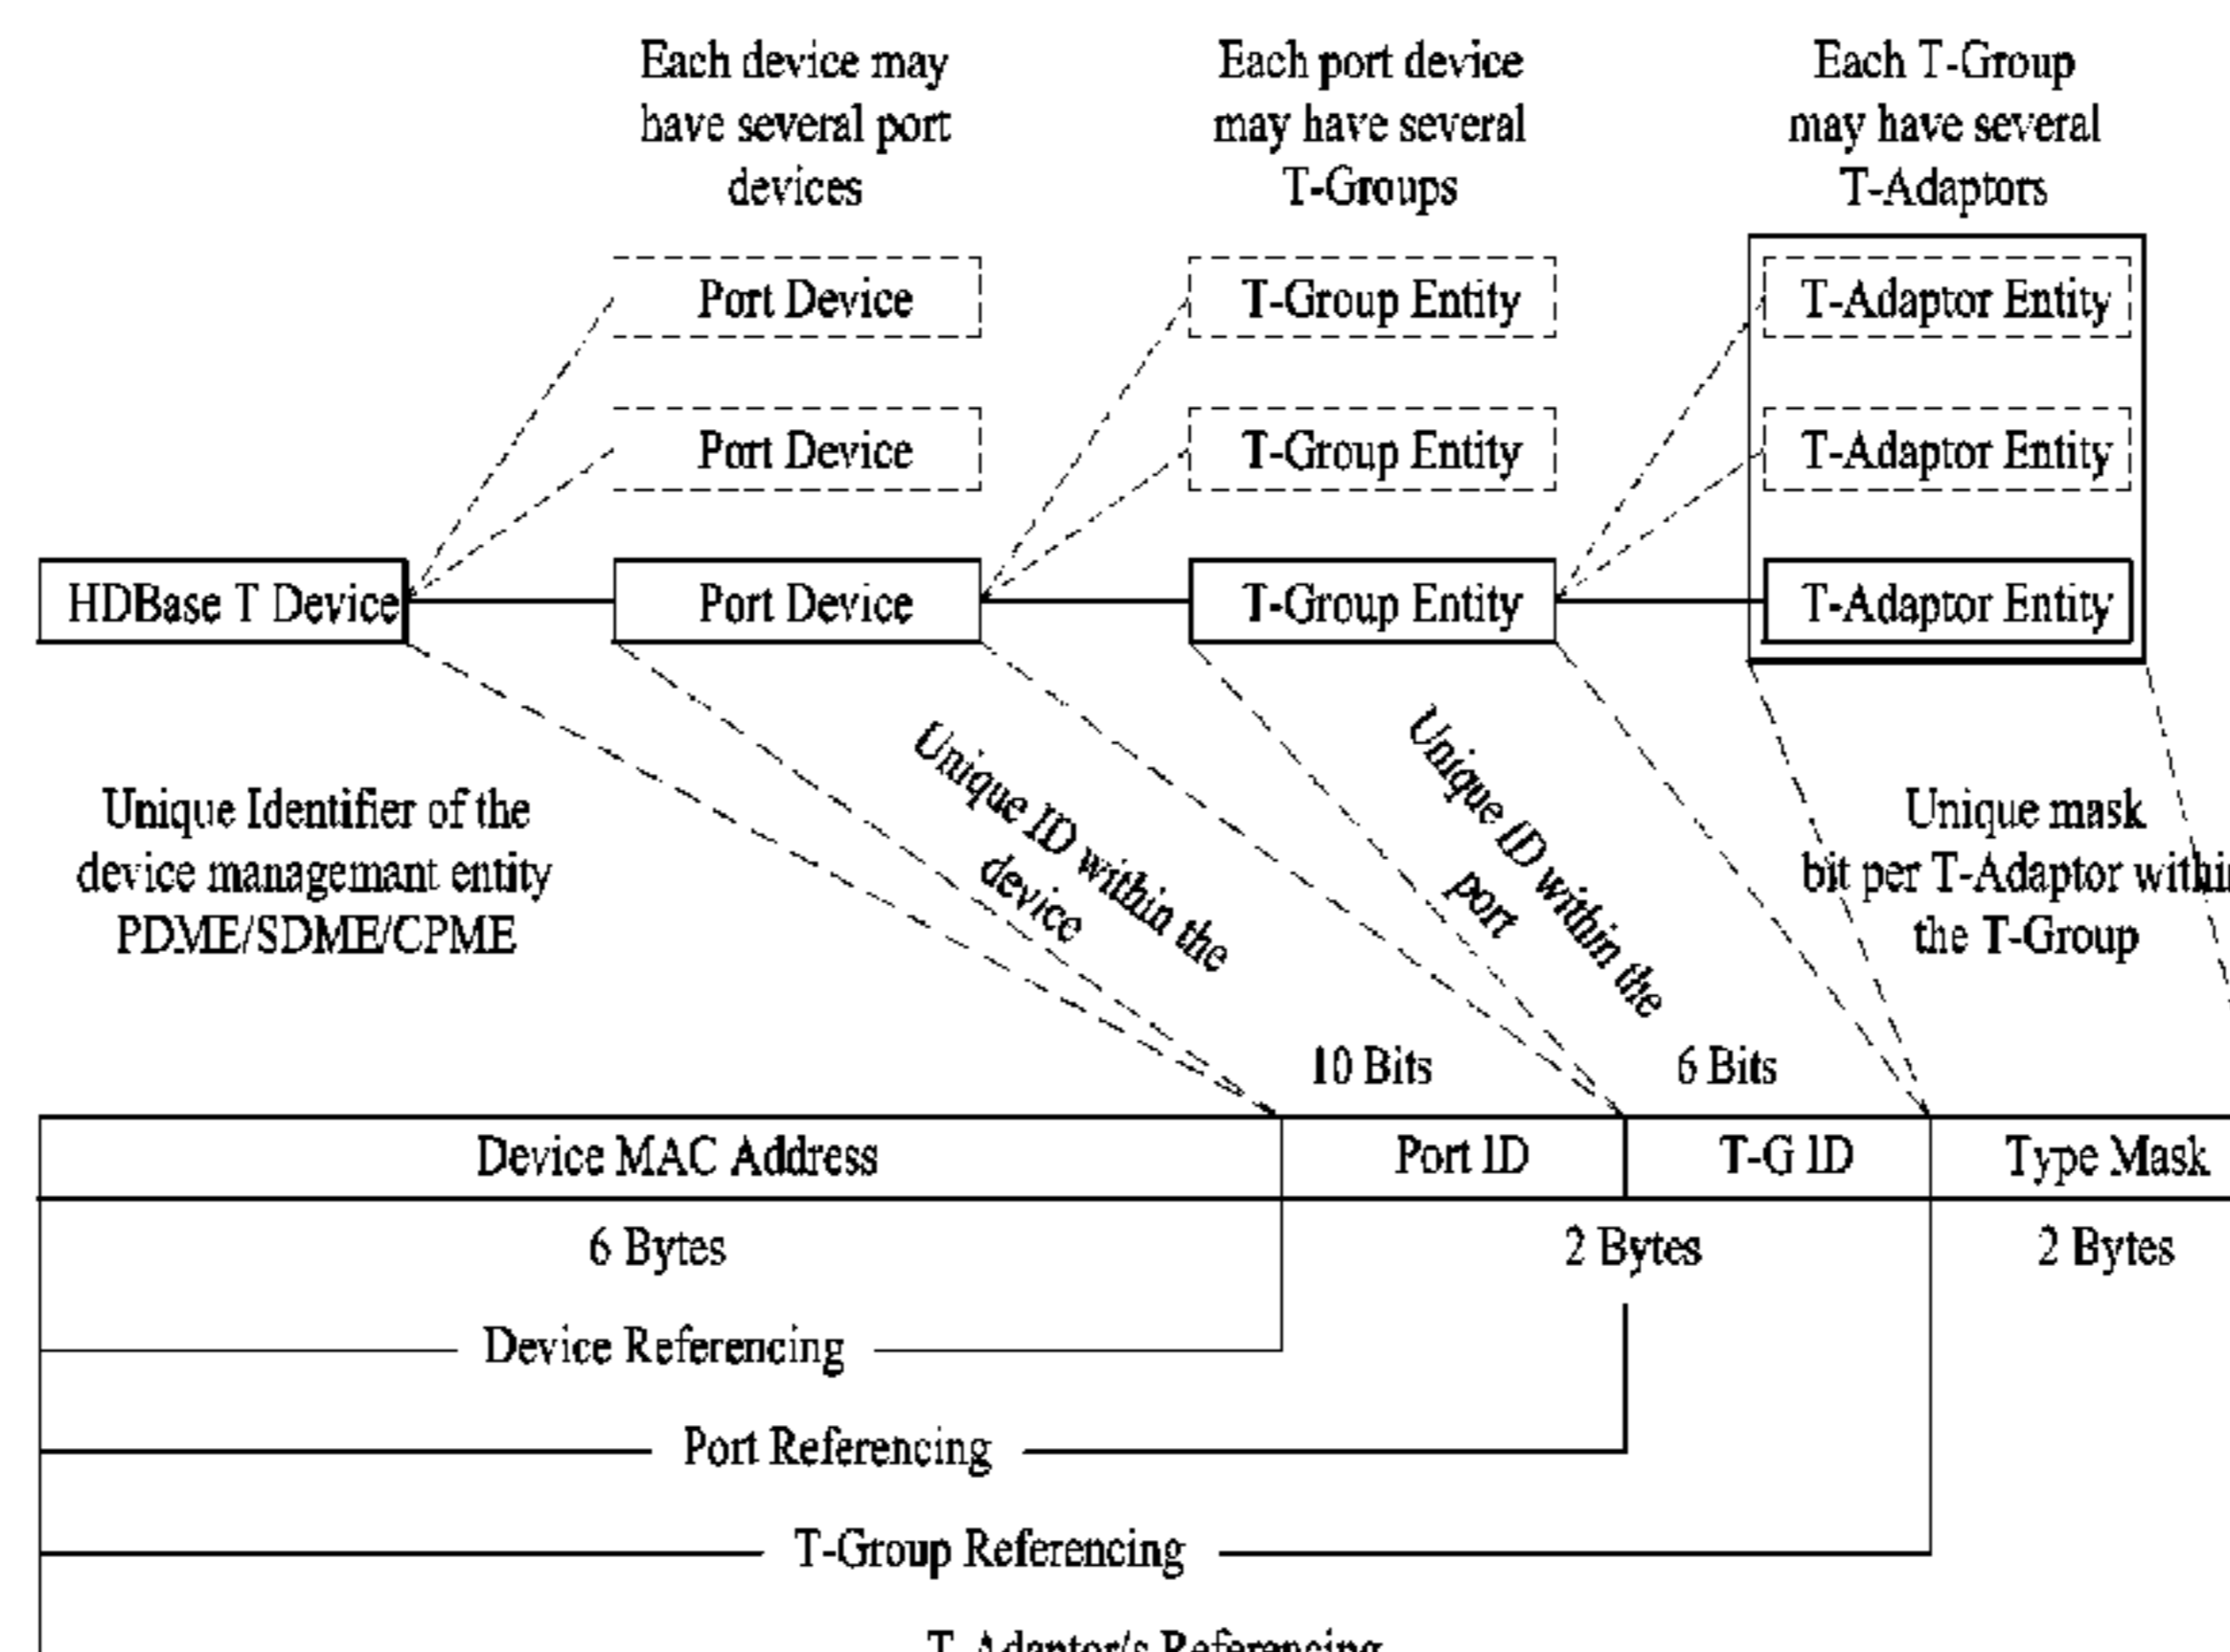 Each device may
have several port
devices
Each port device
may have several
T-Groups
Each T-Group
may have several
T-Adaptors
Port Device
T-Group Entity
T-Adaptor Entity
Port Device
T-Group Entity
T-Adaptor Entity
HDBase T Device
Port Device
T-Group Entity
T-Adaptor Entity
Unique Identifier of the
device managemant entity
PDME/SDME/CPME
Unique ID within the
device
Unique ID within the
port
Unique mask
bit per T-Adaptor within
the T-Group
10 Bits
6 Bits
Device MAC Address
Port ID
T-G ID
Type Mask
6 Bytes
2 Bytes
2 Bytes
Device Referencing
Port Referencing
T-Group Referencing
T-Adaptor/s Referencing